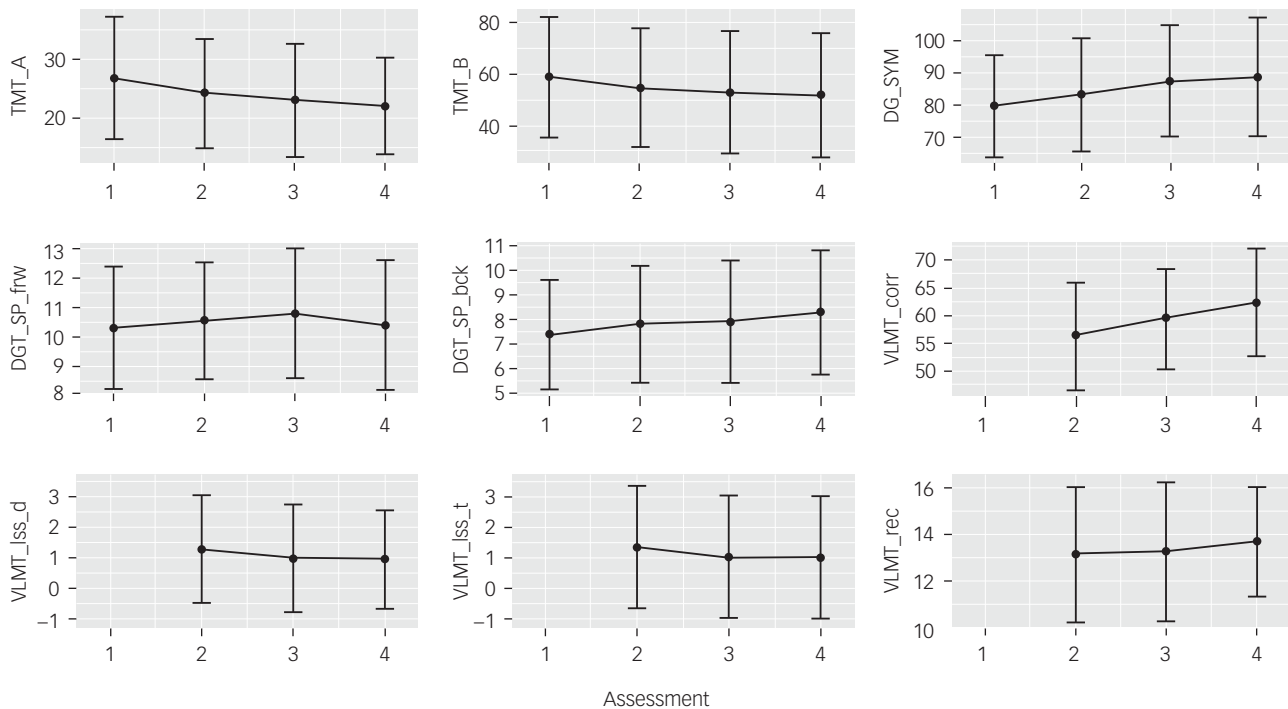 TMT_A
30
20
1 2 3 4
TMT_B
80
60
40
1 2 3 4
DG_SYM
100
90
80
70
1 2 3 4
DGT_SP_frw
13
12
11
10
9
8
1 2 3 4
DGT_SP_bck
11
10
9
8
7
6
5
1 2 3 4
VLMT_corr
70
65
60
55
50
1 2 3 4
VLMT_lss_d
3
2
1
0
–1
1 2 3 4
VLMT_lss_t
3
2
1
0
–1
1 2 3 4
VLMT_rec
16
14
12
10
1 2 3 4
Assessment